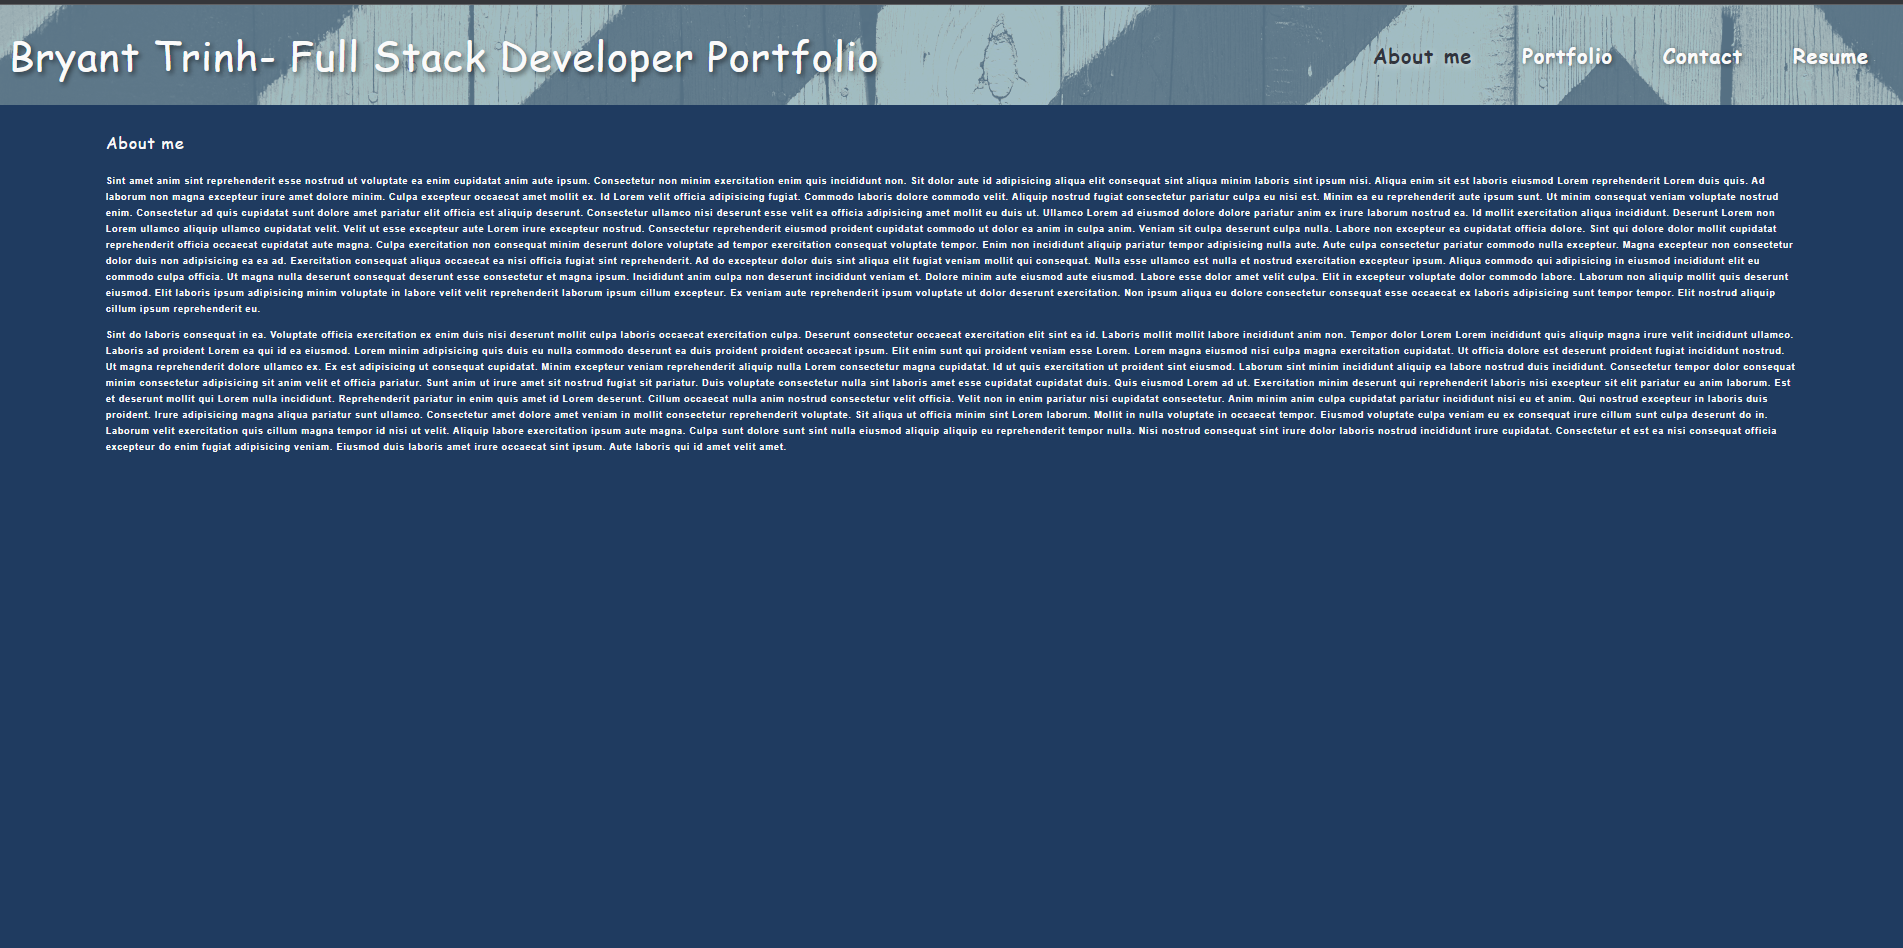 Bryant Trinh- Full Stack Developer Portfolio
About me
Portfolio
Contact
Resume
About me
Sint amet anim sint reprehenderit esse nostrud ut voluptate ea enim cupidatat anim aute ipsum. Consectetur non minim exercitation enim quis incididunt non. Sit dolor aute id adipisicing aliqua elit consequat sint aliqua minim laboris sint ipsum nisi. Aliqua enim sit est laboris eiusmod Lorem reprehenderit Lorem duis quis. Ad
laborum non magna excepteur irure amet dolore minim. Culpa excepteur occaecat amet mollit ex. Id Lorem velit officia adipisicing fugiat. Commodo laboris dolore commodo velit. Aliquip nostrud fugiat consectetur pariatur culpa eu nisi est. Minim ea eu reprehenderit aute ipsum sunt. Ut minim consequat veniam voluptate nostrud
enim. Consectetur ad quis cupidatat sunt dolore amet pariatur elit officia est aliquip deserunt. Consectetur ullamco nisi deserunt esse velit ea officia adipisicing amet mollit eu duis ut. Ullamco Lorem ad eiusmod dolore dolore pariatur anim ex irure laborum nostrud ea. Id mollit exercitation aliqua incididunt. Deserunt Lorem non
Lorem ullamco aliquip ullamco cupidatat velit. Velit ut esse excepteur aute Lorem irure excepteur nostrud. Consectetur reprehenderit eiusmod proident cupidatat commodo ut dolor ea anim in culpa anim. Veniam sit culpa deserunt culpa nulla. Labore non excepteur ea cupidatat officia dolore. Sint qui dolore dolor mollit cupidatat
reprehenderit officia occaecat cupidatat aute magna. Culpa exercitation non consequat minim deserunt dolore voluptate ad tempor exercitation consequat voluptate tempor. Enim non incididunt aliquip pariatur tempor adipisicing nulla aute. Aute culpa consectetur pariatur commodo nulla excepteur. Magna excepteur non consectetur
dolor duis non adipisicing ea ea ad. Exercitation consequat aliqua occaecat ea nisi officia fugiat sint reprehenderit. Ad do excepteur dolor duis sint aliqua elit fugiat veniam mollit qui consequat. Nulla esse ullamco est nulla et nostrud exercitation excepteur ipsum. Aliqua commodo qui adipisicing in eiusmod incididunt elit eu
commodo culpa officia. Ut magna nulla deserunt consequat deserunt esse consectetur et magna ipsum. Incididunt anim culpa non deserunt incididunt veniam et. Dolore minim aute eiusmod aute eiusmod. Labore esse dolor amet velit culpa. Elit in excepteur voluptate dolor commodo labore. Laborum non aliquip mollit quis deserunt
eiusmod. Elit laboris ipsum adipisicing minim voluptate in labore velit velit reprehenderit laborum ipsum cillum excepteur. Ex veniam aute reprehenderit ipsum voluptate ut dolor deserunt exercitation. Non ipsum aliqua eu dolore consectetur consequat esse occaecat ex laboris adipisicing sunt tempor tempor. Elit nostrud aliquip
cillum ipsum reprehenderit eu.
Sint do laboris consequat in ea. Voluptate officia exercitation ex enim duis nisi deserunt mollit culpa laboris occaecat exercitation culpa. Deserunt consectetur occaecat exercitation elit sint ea id. Laboris mollit mollit labore incididunt anim non. Tempor dolor Lorem Lorem incididunt quis aliquip magna irure velit incididunt ullamco.
Laboris ad proident Lorem ea qui id ea eiusmod. Lorem minim adipisicing quis duis eu nulla commodo deserunt ea duis proident proident occaecat ipsum. Elit enim sunt qui proident veniam esse Lorem. Lorem magna eiusmod nisi culpa magna exercitation cupidatat. Ut officia dolore est deserunt proident fugiat incididunt nostrud.
Ut magna reprehenderit dolore ullamco ex. Ex est adipisicing ut consequat cupidatat. Minim excepteur veniam reprehenderit aliquip nulla Lorem consectetur magna cupidatat. Id ut quis exercitation ut proident sint eiusmod. Laborum sint minim incididunt aliquip ea labore nostrud duis incididunt. Consectetur tempor dolor consequat
minim consectetur adipisicing sit anim velit et officia pariatur. Sunt anim ut irure amet sit nostrud fugiat sit pariatur. Duis voluptate consectetur nulla sint laboris amet esse cupidatat cupidatat duis. Quis eiusmod Lorem ad ut. Exercitation minim deserunt qui reprehenderit laboris nisi excepteur sit elit pariatur eu anim laborum. Est
et deserunt mollit qui Lorem nulla incididunt. Reprehenderit pariatur in enim quis amet id Lorem deserunt. Cillum occaecat nulla anim nostrud consectetur velit officia. Velit non in enim pariatur nisi cupidatat consectetur. Anim minim anim culpa cupidatat pariatur incididunt nisi eu et anim. Qui nostrud excepteur in laboris duis
proident. Irure adipisicing magna aliqua pariatur sunt ullamco. Consectetur amet dolore amet veniam in mollit consectetur reprehenderit voluptate. Sit aliqua ut officia minim sint Lorem laborum. Mollit in nulla voluptate in occaecat tempor. Eiusmod voluptate culpa veniam eu ex consequat irure cillum sunt culpa deserunt do in.
Laborum velit exercitation quis cillum magna tempor id nisi ut velit. Aliquip labore exercitation ipsum aute magna. Culpa sunt dolore sunt sint nulla eiusmod aliquip aliquip eu reprehenderit tempor nulla. Nisi nostrud consequat sint irure dolor laboris nostrud incididunt irure cupidatat. Consectetur et est ea nisi consequat officia
excepteur do enim fugiat adipisicing veniam. Eiusmod duis laboris amet irure occaecat sint ipsum. Aute laboris qui id amet velit amet.